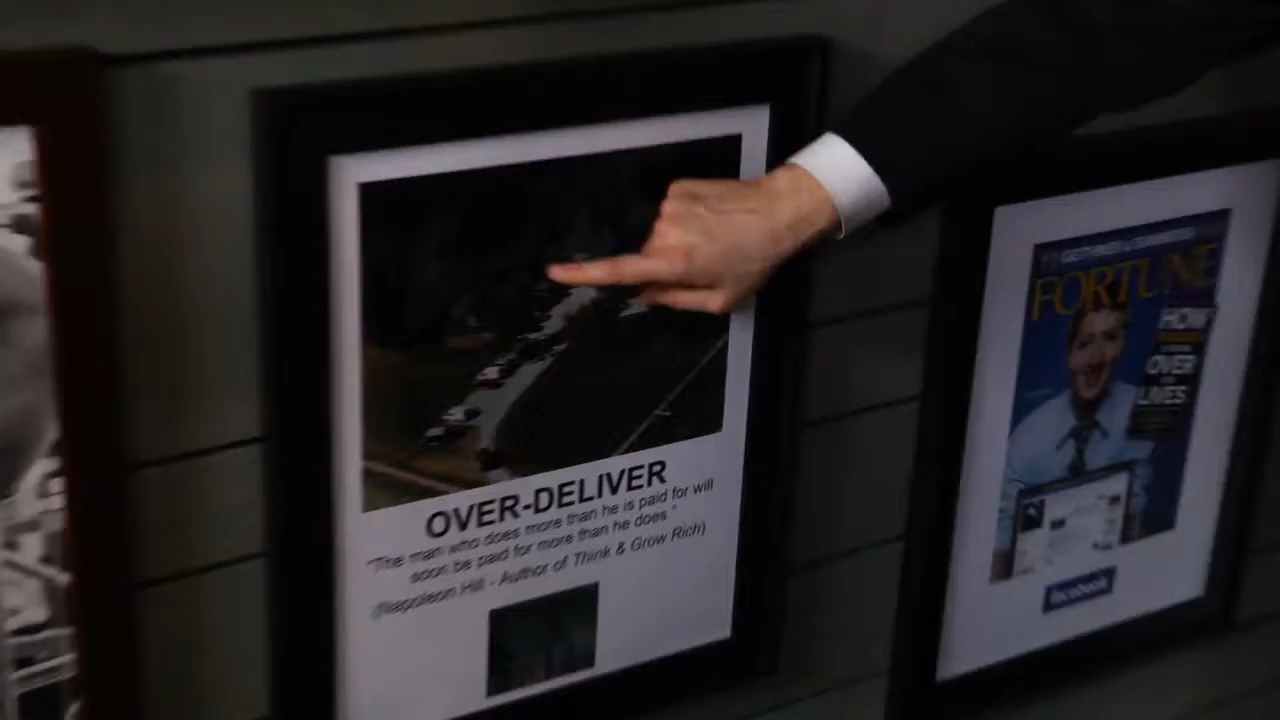 OVER-DELIVER
"The man who does more than he is paid for will
soon be paid for more than he does."
(Napoleon Hill - Author of Think & Grow Rich)
FORTUNE
HOW
OVER
LIVES
facebook